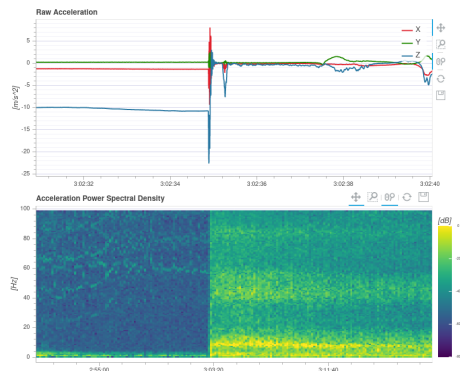 Raw Acceleration
X
Y
Z
5
0
-5
-10
-15
-20
-25
[m/s^2]
3:02:32 3:02:34 3:02:36 3:02:38 3:02:40
Acceleration Power Spectral Density
[dB]
100
80
60
40
20
0
[Hz]
2:55:00 3:03:20 3:11:40